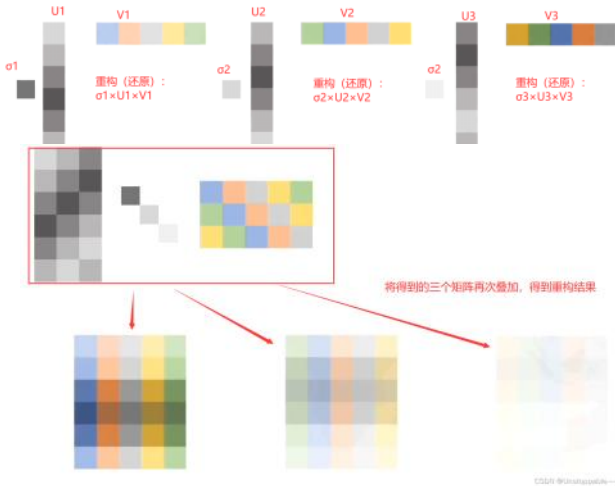 U1
V1
U2
V2
U3
V3
σ1
重构（还原）：
σ1×U1×V1
σ2
重构（还原）：
σ2×U2×V2
σ2
重构（还原）：
σ3×U3×V3
将得到的三个矩阵再次叠加，得到重构结果
CSDN @Unstoppable~~